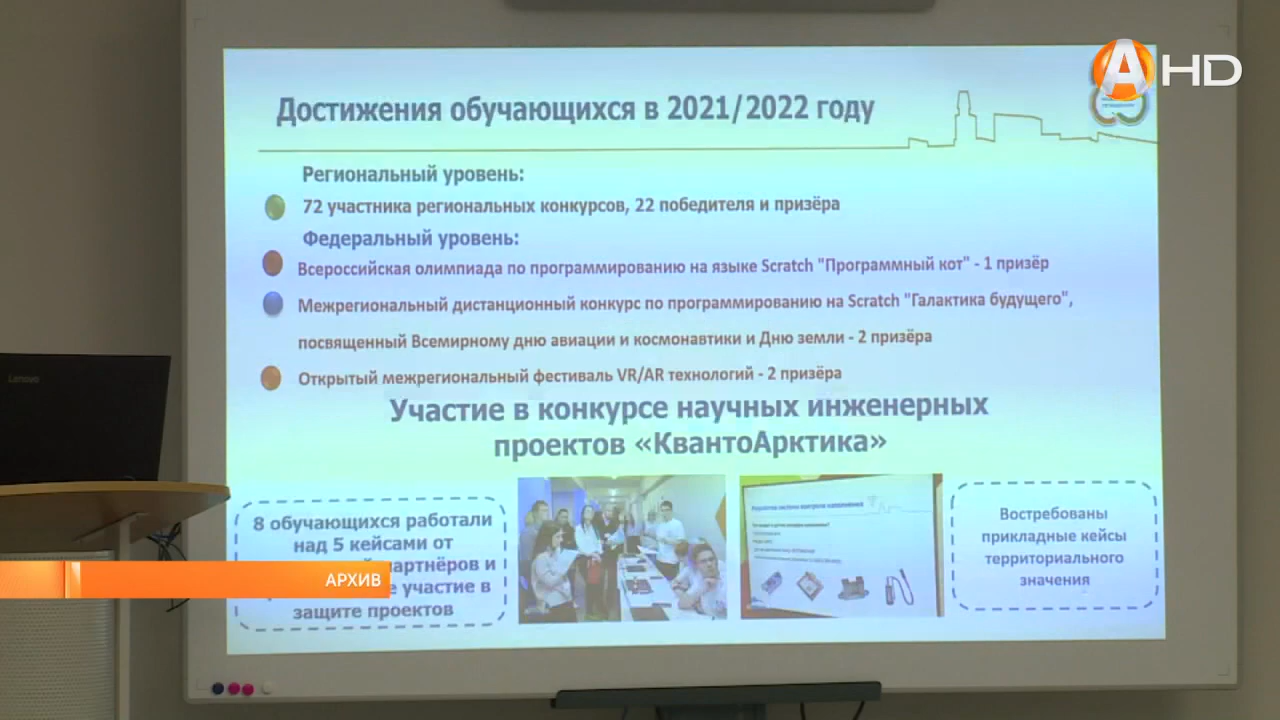 А HD
Достижения обучающихся в 2021/2022 году
Региональный уровень:
72 участника региональных конкурсов, 22 победителя и призёра
Федеральный уровень:
Всероссийская олимпиада по программированию на языке Scratch "Программный кот" - 1 призёр
Межрегиональный дистанционный конкурс по программированию на Scratch "Галактика будущего",
посвященный Всемирному дню авиации и космонавтики и Дню земли - 2 призёра
Открытый межрегиональный фестиваль VR/AR технологий - 2 призёра
Участие в конкурсе научных инженерных
проектов «КвантоАрктика»
8 обучающихся работали
над 5 кейсами от
партнёров и
участие в
защите проектов
Востребованы
прикладные кейсы
территориального
значения
АРХИВ
Lenovo